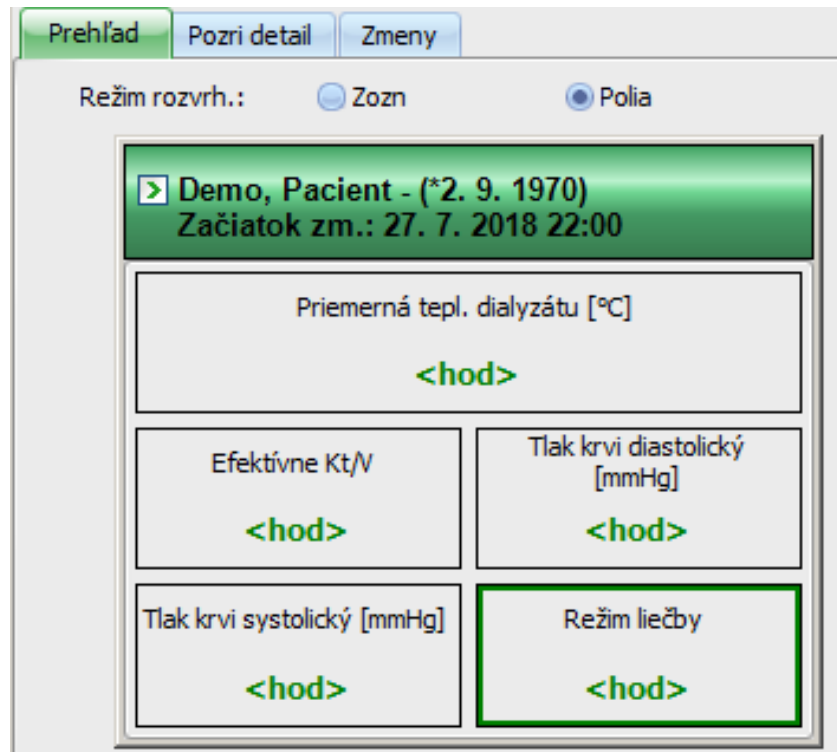 Prehľad Pozri detail Zmeny
Režim rozvrh.: Zozn Polia
Demo, Pacient - (*2. 9. 1970)
Začiatok zm.: 27. 7. 2018 22:00
Priemerná tepl. dialyzátu [°C]
<hod>
Efektívne Kt/V
<hod>
Tlak krvi diastolický
[mmHg]
<hod>
Tlak krvi systolický [mmHg]
<hod>
Režim liečby
<hod>